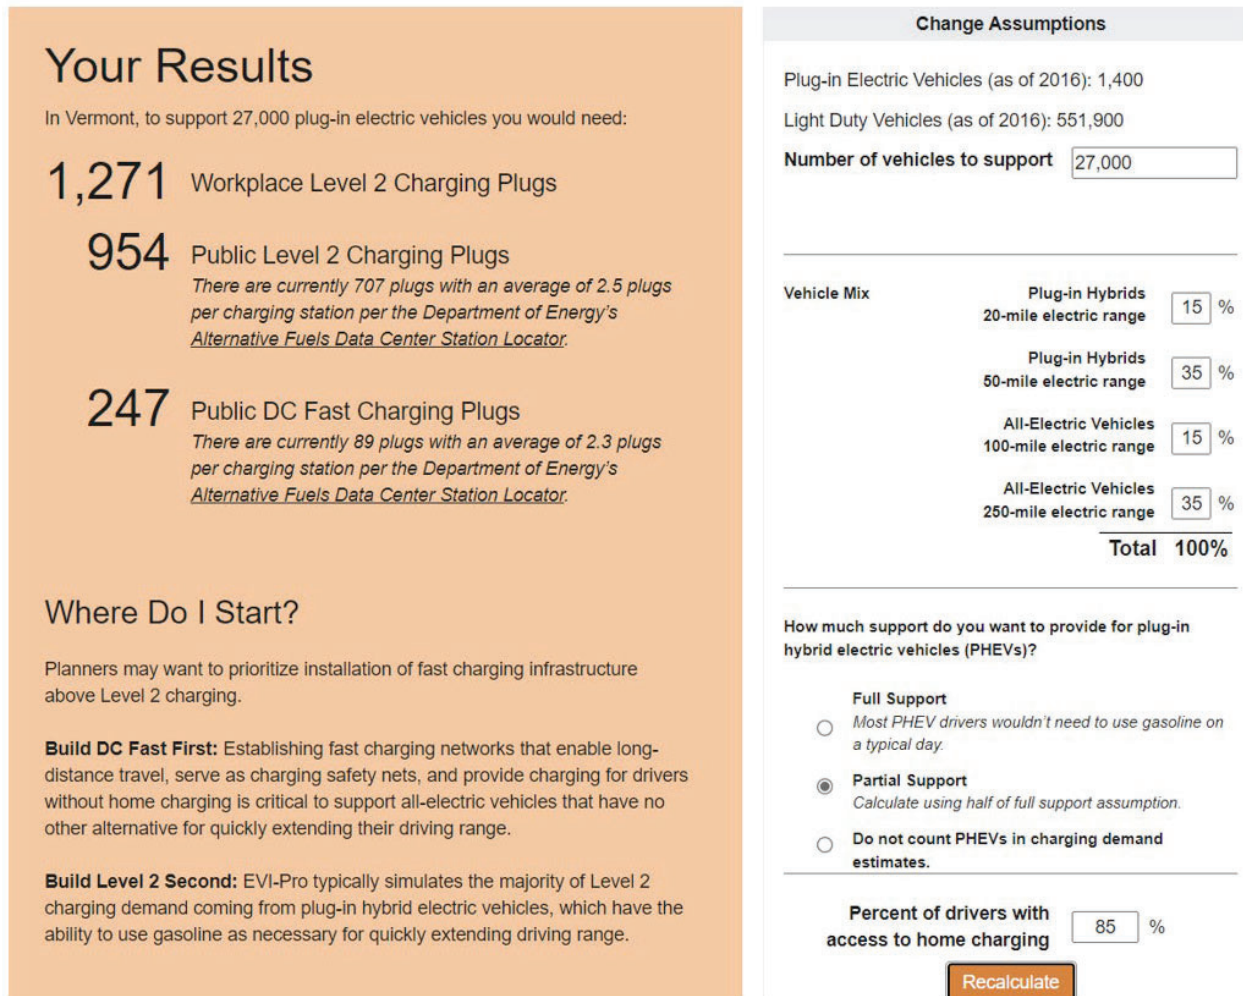 Your Results
In Vermont, to support 27,000 plug-in electric vehicles you would need:
1,271 Workplace Level 2 Charging Plugs
954 Public Level 2 Charging Plugs
There are currently 707 plugs with an average of 2.5 plugs
per charging station per the Department of Energy's
Alternative Fuels Data Center Station Locator.
247 Public DC Fast Charging Plugs
There are currently 89 plugs with an average of 2.3 plugs
per charging station per the Department of Energy's
Alternative Fuels Data Center Station Locator.
Where Do I Start?
Planners may want to prioritize installation of fast charging infrastructure
above Level 2 charging.
Build DC Fast First: Establishing fast charging networks that enable long-
distance travel, serve as charging safety nets, and provide charging for drivers
without home charging is critical to support all-electric vehicles that have no
other alternative for quickly extending their driving range.
Build Level 2 Second: EVI-Pro typically simulates the majority of Level 2
charging demand coming from plug-in hybrid electric vehicles, which have the
ability to use gasoline as necessary for quickly extending driving range.
Change Assumptions
Plug-in Electric Vehicles (as of 2016): 1,400
Light Duty Vehicles (as of 2016): 551,900
Number of vehicles to support 27,000
Vehicle Mix
Plug-in Hybrids
20-mile electric range 15 %
Plug-in Hybrids
50-mile electric range 35 %
All-Electric Vehicles
100-mile electric range 15 %
All-Electric Vehicles
250-mile electric range 35 %
Total 100%
How much support do you want to provide for plug-in
hybrid electric vehicles (PHEVs)?
Full Support
Most PHEV drivers wouldn't need to use gasoline on
a typical day.
Partial Support
Calculate using half of full support assumption.
Do not count PHEVs in charging demand
estimates.
Percent of drivers with
access to home charging 85 %
Recalculate